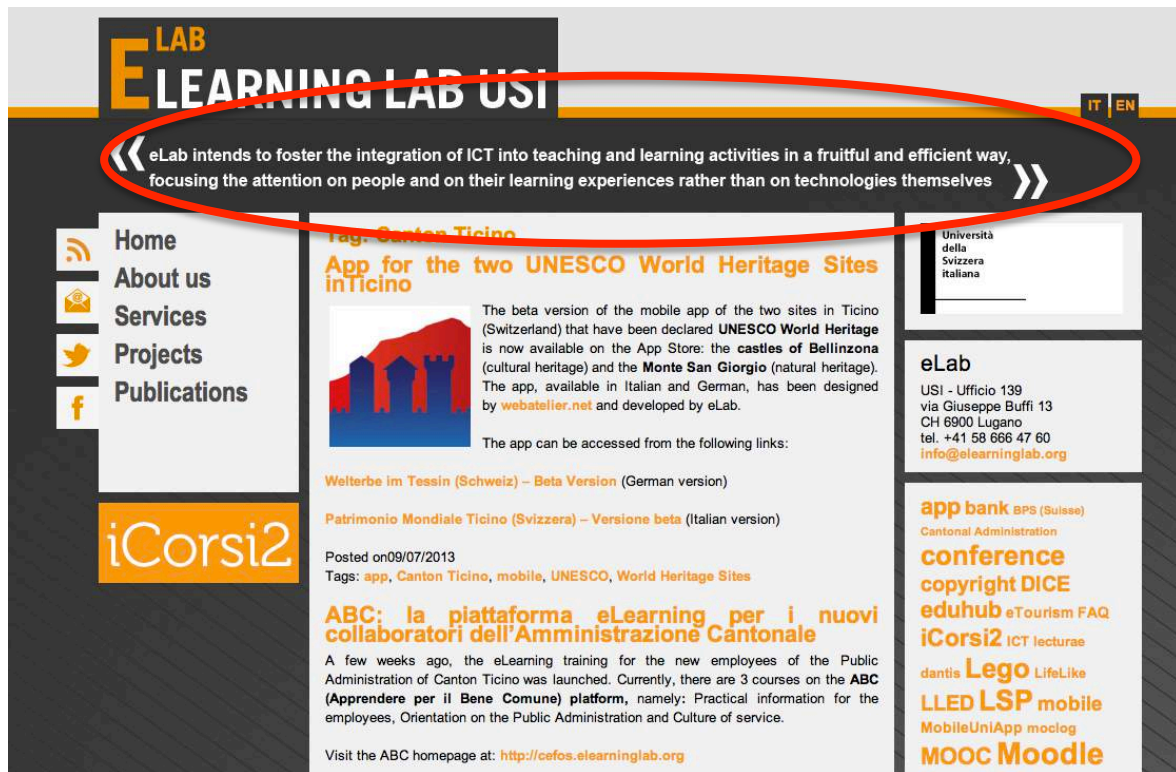 LAB
ELEARNING LAB USI
IT EN
« eLab intends to foster the integration of ICT into teaching and learning activities in a fruitful and efficient way,
focusing the attention on people and on their learning experiences rather than on technologies themselves »
Home
About us
Services
Projects
Publications
iCorsi2
Tag: Canton Ticino
App for the two UNESCO World Heritage Sites
inTicino
The beta version of the mobile app of the two sites in Ticino
(Switzerland) that have been declared UNESCO World Heritage
is now available on the App Store: the castles of Bellinzona
(cultural heritage) and the Monte San Giorgio (natural heritage).
The app, available in Italian and German, has been designed
by webatelier.net and developed by eLab.
The app can be accessed from the following links:
Welterbe im Tessin (Schweiz) – Beta Version (German version)
Patrimonio Mondiale Ticino (Svizzera) – Versione beta (Italian version)
Posted on09/07/2013
Tags: app, Canton Ticino, mobile, UNESCO, World Heritage Sites
ABC: la piattaforma eLearning per i nuovi
collaboratori dell'Amministrazione Cantonale
A few weeks ago, the eLearning training for the new employees of the Public
Administration of Canton Ticino was launched. Currently, there are 3 courses on the ABC
(Apprendere per il Bene Comune) platform, namely: Practical information for the
employees, Orientation on the Public Administration and Culture of service.
Visit the ABC homepage at: http://cefos.elearninglab.org
Università
della
Svizzera
italiana
eLab
USI - Ufficio 139
via Giuseppe Buffi 13
CH 6900 Lugano
tel. +41 58 666 47 60
info@elearninglab.org
app bank BPS (Suisse)
Cantonal Administration
conference
copyright DICE
eduhub eTourism FAQ
iCorsi2 ICT lecturae
dantis Lego LifeLike
LLED LSP mobile
MobileUniApp moclog
MOOC Moodle